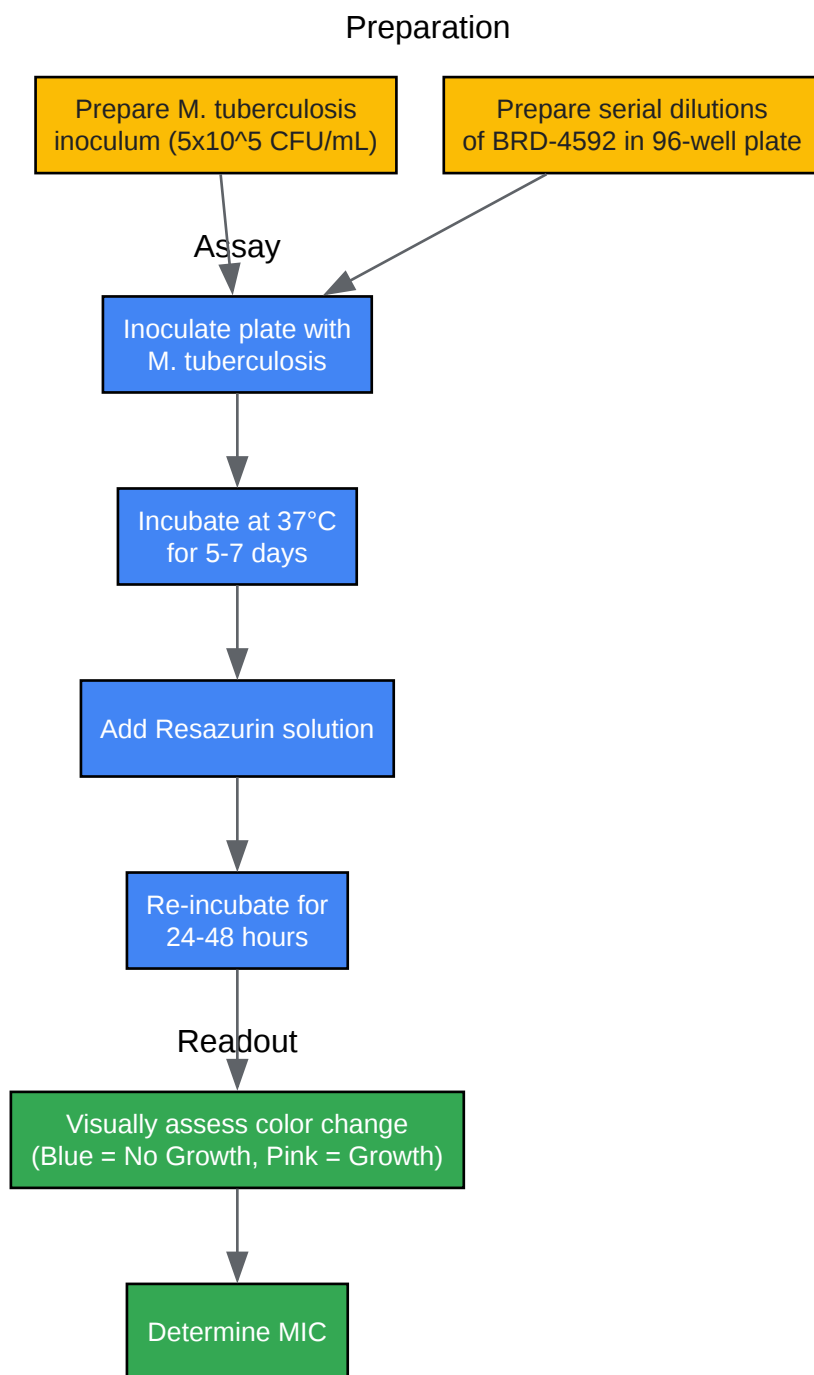 Preparation
Prepare M. tuberculosis
inoculum (5x10^5 CFU/mL)
Prepare serial dilutions
of BRD-4592 in 96-well plate
Assay
Inoculate plate with
M. tuberculosis
Incubate at 37°C
for 5-7 days
Add Resazurin solution
Re-incubate for
24-48 hours
Readout
Visually assess color change
(Blue = No Growth, Pink = Growth)
Determine MIC